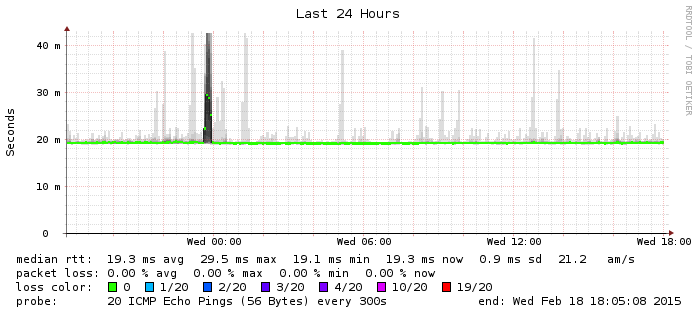 Last 24 Hours
RRDTOOL / TOBI OETIKER
Seconds
40 m
30 m
20 m
10 m
0
Wed 00:00 Wed 06:00 Wed 12:00 Wed 18:00
median rtt: 19.3 ms avg 29.5 ms max 19.1 ms min 19.3 ms now 0.9 ms sd 21.2 am/s
packet loss: 0.00 % avg 0.00 % max 0.00 % min 0.00 % now
loss color: 0 1/20 2/20 3/20 4/20 10/20 19/20
probe: 20 ICMP Echo Pings (56 Bytes) every 300s end: Wed Feb 18 18:05:08 2015